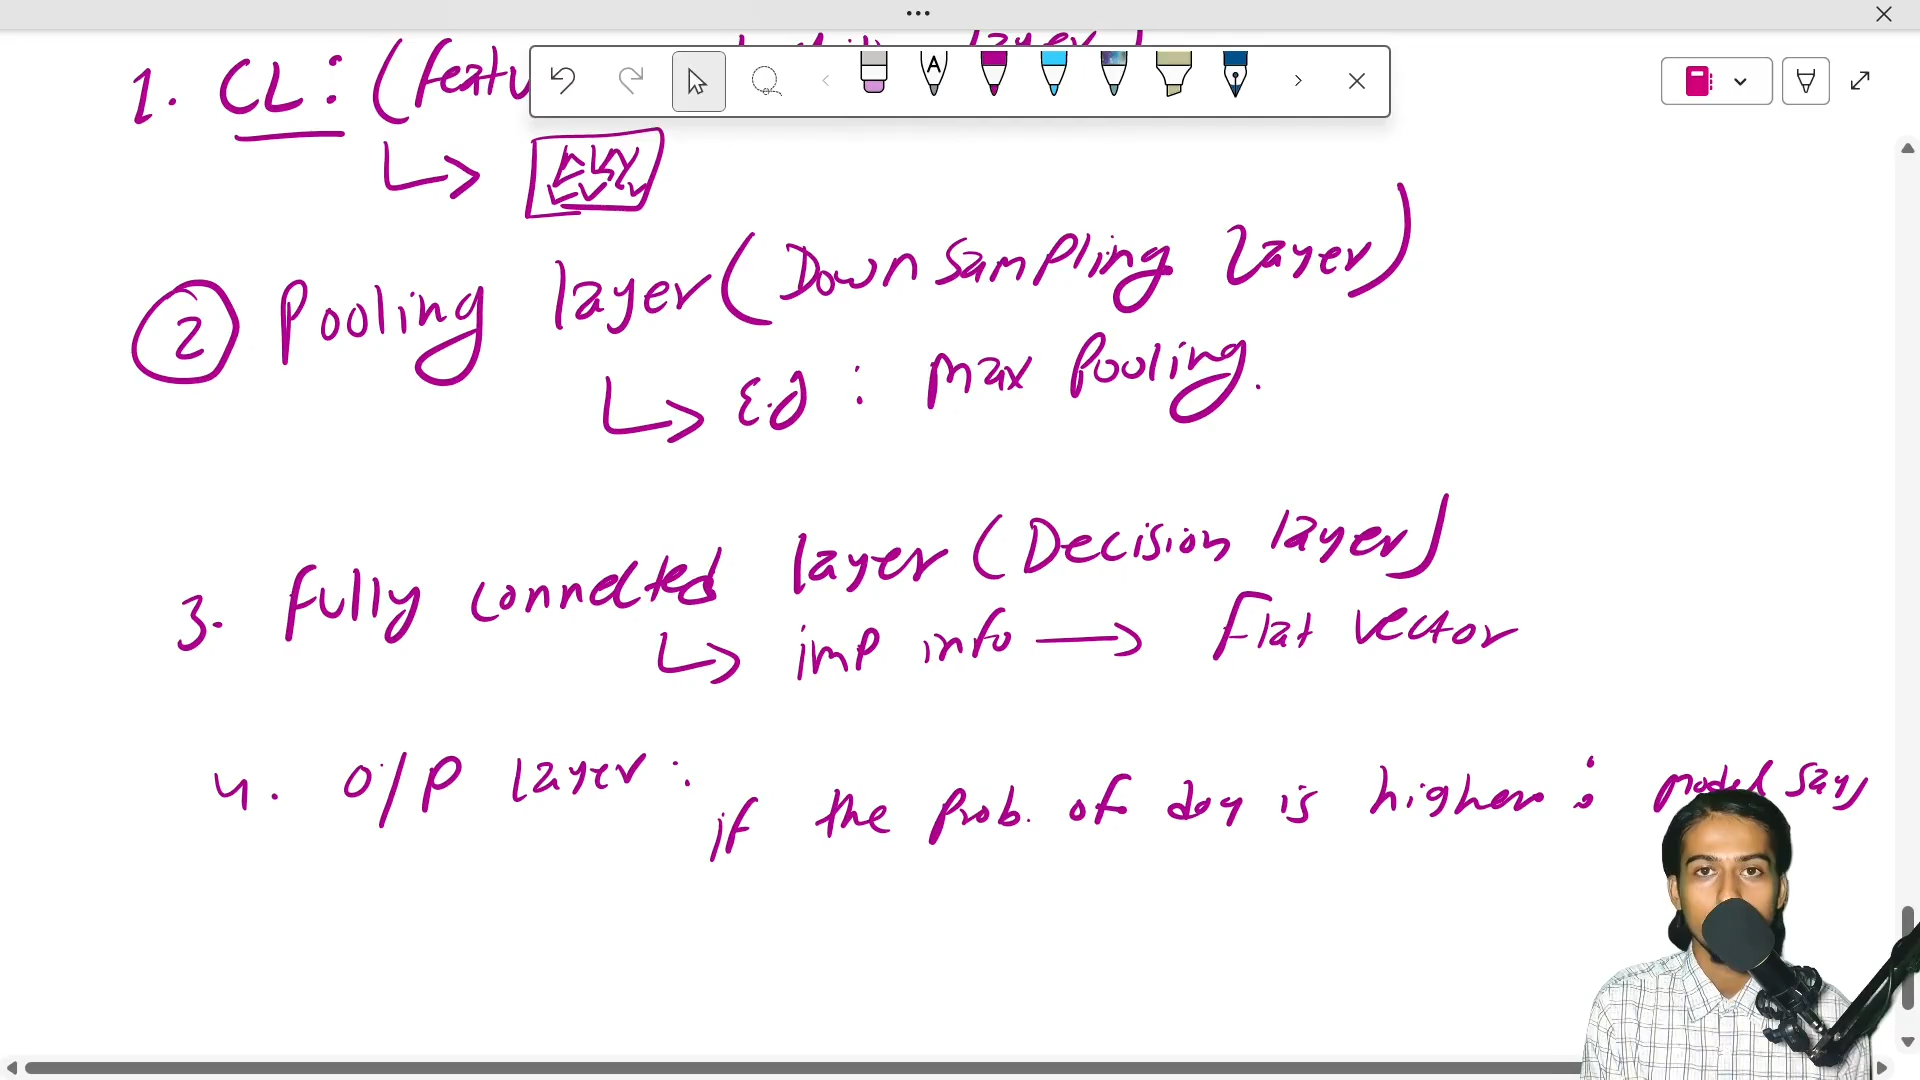 1. CL: (featu
② Pooling layer (Down Sampling layer)
E.g : Max Pooling.
3. Fully connected layer (Decision layer)
imp info → Flat vector
4. O/P layer :
if the Prob. of dog is higher : model says